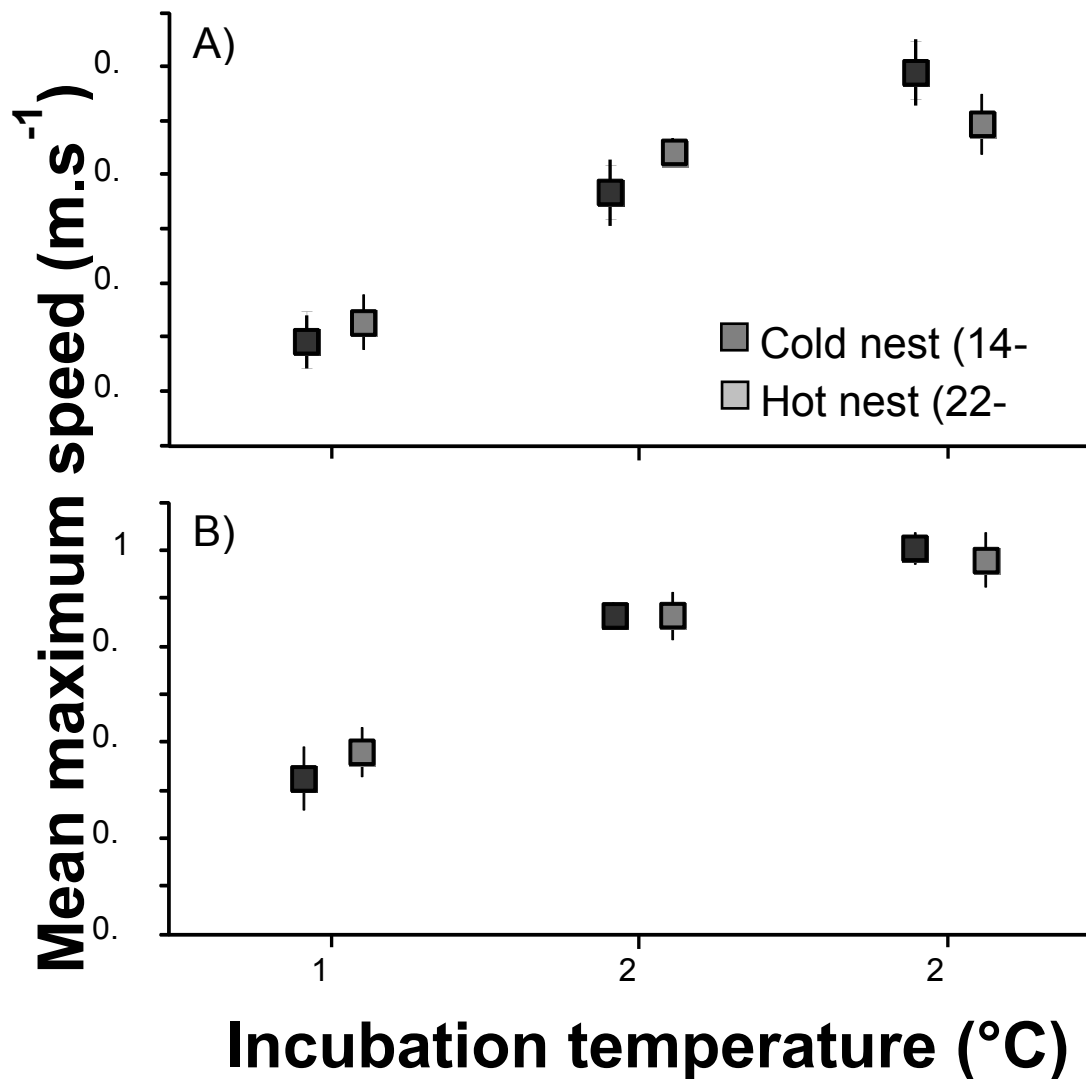 Mean maximum speed (m.s⁻¹)
A)
0.
0.
0.
0.
Cold nest (14-
Hot nest (22-
B)
1
0.
0.
0.
0.
1
2
2
Incubation temperature (°C)